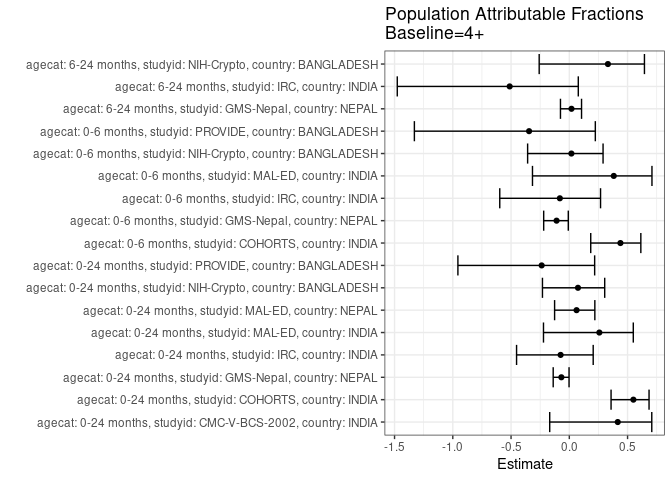 Population Attributable Fractions
Baseline=4+
agecat: 6-24 months, studyid: NIH-Crypto, country: BANGLADESH
agecat: 6-24 months, studyid: IRC, country: INDIA
agecat: 6-24 months, studyid: GMS-Nepal, country: NEPAL
agecat: 0-6 months, studyid: PROVIDE, country: BANGLADESH
agecat: 0-6 months, studyid: NIH-Crypto, country: BANGLADESH
agecat: 0-6 months, studyid: MAL-ED, country: INDIA
agecat: 0-6 months, studyid: IRC, country: INDIA
agecat: 0-6 months, studyid: GMS-Nepal, country: NEPAL
agecat: 0-6 months, studyid: COHORTS, country: INDIA
agecat: 0-24 months, studyid: PROVIDE, country: BANGLADESH
agecat: 0-24 months, studyid: NIH-Crypto, country: BANGLADESH
agecat: 0-24 months, studyid: MAL-ED, country: NEPAL
agecat: 0-24 months, studyid: MAL-ED, country: INDIA
agecat: 0-24 months, studyid: IRC, country: INDIA
agecat: 0-24 months, studyid: GMS-Nepal, country: NEPAL
agecat: 0-24 months, studyid: COHORTS, country: INDIA
agecat: 0-24 months, studyid: CMC-V-BCS-2002, country: INDIA
-1.5 -1.0 -0.5 0.0 0.5
Estimate